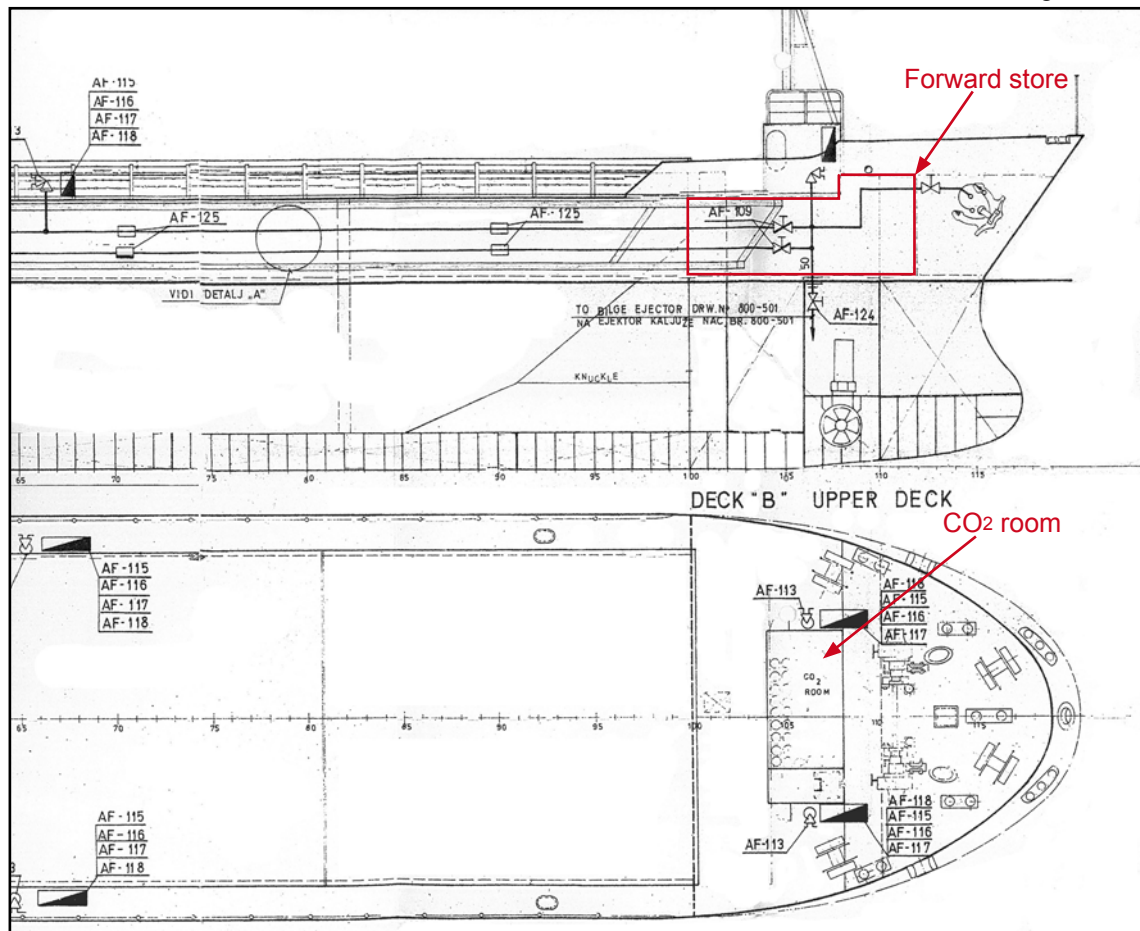 Forward store
AF-115
AF-116
AF-117
AF-118
3
AF-125
AF-125
AF-109
50
VIDI DETALJ „A"
TO BILGE EJECTOR DRW. Nº 800-501
NA EJEKTOR KALJUŽE NAC. BR. 800-501
AF-124
KNUCKLE
65 70 75 80 85 90 95 100 105 110 115
DECK "B" UPPER DECK
CO2 room
AF-115
AF-116
AF-117
AF-118
AF-113
AF-118
AF-115
AF-116
AF-117
CO2
ROOM
65 70 75 80 85 90 95 100 105 110 115
AF-115
AF-116
AF-117
AF-118
3
AF-113
AF-118
AF-115
AF-116
AF-117